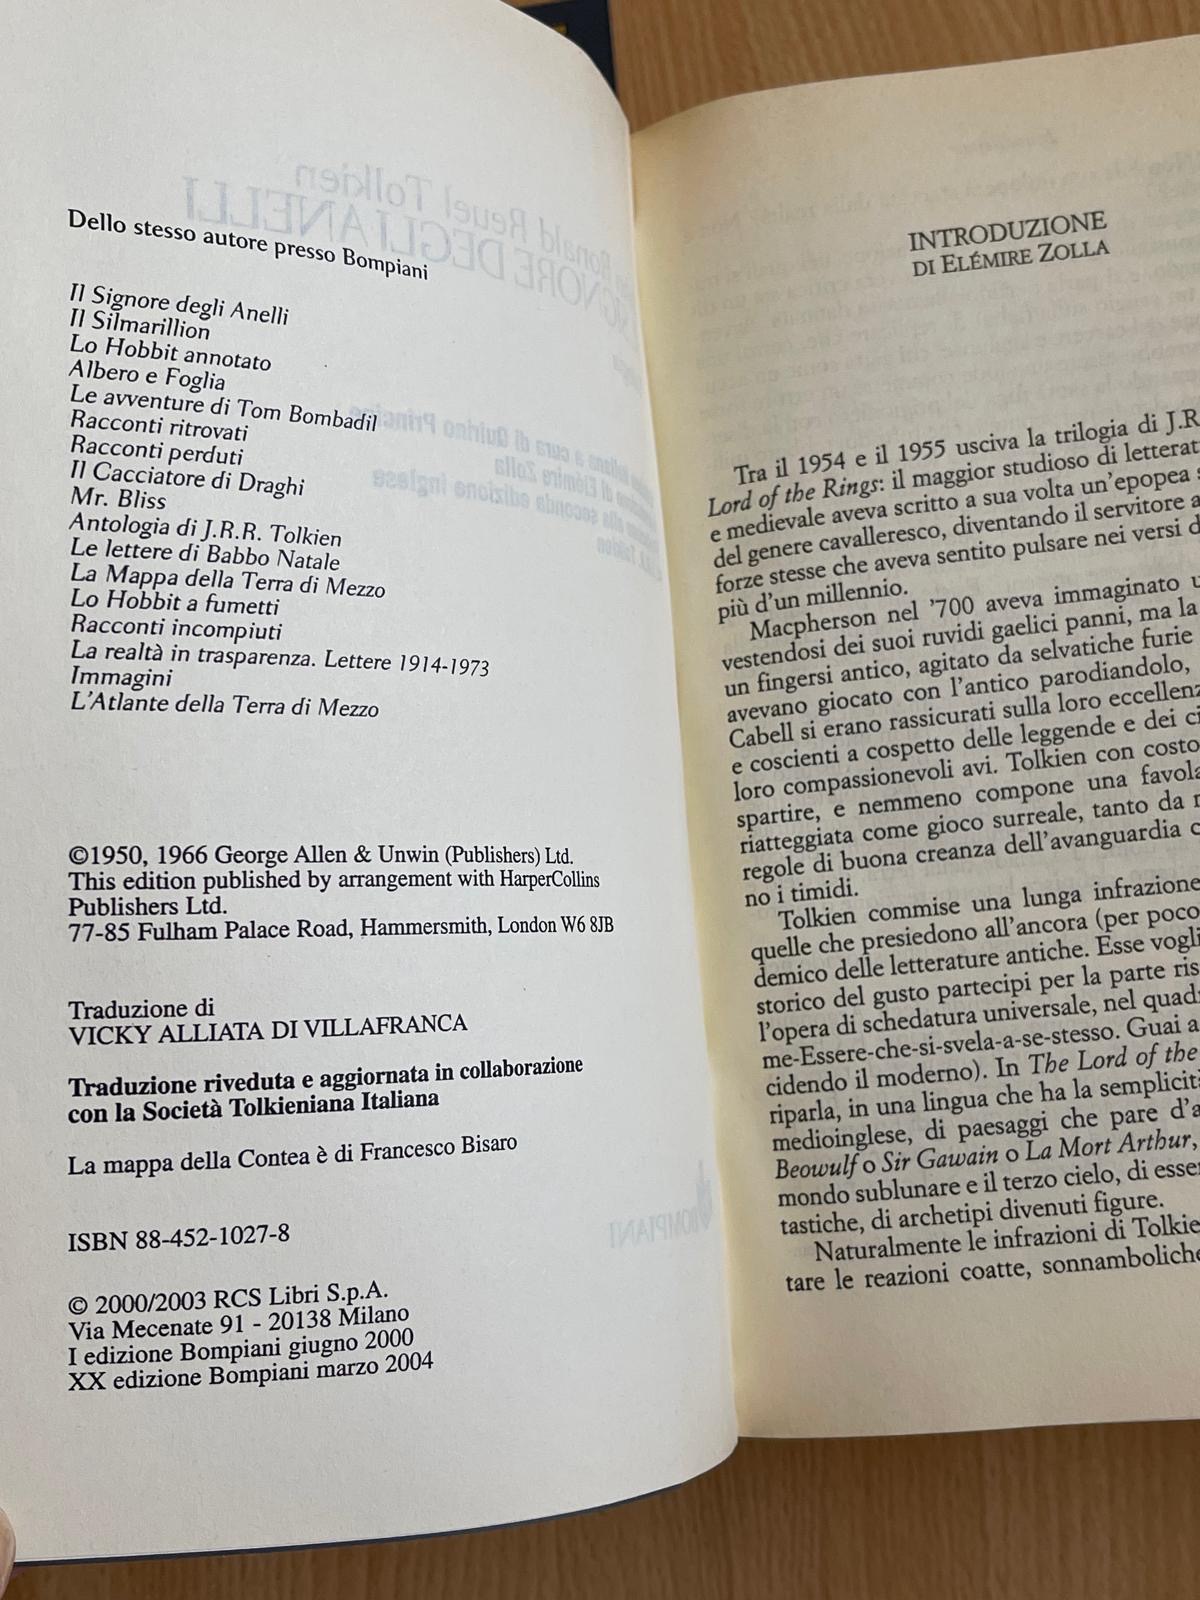 Dello stesso autore presso Bompiani
Il Signore degli Anelli
Il Silmarillion
Lo Hobbit annotato
Albero e Foglia
Le avventure di Tom Bombadil
Racconti ritrovati
Racconti perduti
Il Cacciatore di Draghi
Mr. Bliss
Antologia di J.R.R. Tolkien
Le lettere di Babbo Natale
La Mappa della Terra di Mezzo
Lo Hobbit a fumetti
Racconti incompiuti
La realtà in trasparenza. Lettere 1914-1973
Immagini
L'Atlante della Terra di Mezzo
©1950, 1966 George Allen & Unwin (Publishers) Ltd.
This edition published by arrangement with HarperCollins
Publishers Ltd.
77-85 Fulham Palace Road, Hammersmith, London W6 8JB
Traduzione di
VICKY ALLIATA DI VILLAFRANCA
Traduzione riveduta e aggiornata in collaborazione
con la Società Tolkieniana Italiana
La mappa della Contea è di Francesco Bisaro
ISBN 88-452-1027-8
© 2000/2003 RCS Libri S.p.A.
Via Mecenate 91 - 20138 Milano
I edizione Bompiani giugno 2000
XX edizione Bompiani marzo 2004
INTRODUZIONE
DI ELÉMIRE ZOLLA
Tra il 1954 e il 1955 usciva la trilogia di J.R
Lord of the Rings: il maggior studioso di letterat
e medievale aveva scritto a sua volta un'epopea s
del genere cavalleresco, diventando il servitore a
forze stesse che aveva sentito pulsare nei versi d
più d'un millennio.
Macpherson nel '700 aveva immaginato u
vestendosi dei suoi ruvidi gaelici panni, ma la
un fingersi antico, agitato da selvatiche furie
avevano giocato con l'antico parodiandolo,
Cabell si erano rassicurati sulla loro eccellenz
e coscienti a cospetto delle leggende e dei ci
loro compassionevoli avi. Tolkien con costo
spartire, e nemmeno compone una favola
riatteggiata come gioco surreale, tanto da r
regole di buona creanza dell'avanguardia c
no i timidi.
Tolkien commise una lunga infrazione
quelle che presiedono all'ancora (per poco
demico delle letterature antiche. Esse vogli
storico del gusto partecipi per la parte ris
l'opera di schedatura universale, nel quad
me-Essere-che-si-svela-a-se-stesso. Guai a
cidendo il moderno). In The Lord of the
riparla, in una lingua che ha la sempliciti
medioinglese, di paesaggi che pare d'a
Beowulf o Sir Gawain o La Mort Arthur,
mondo sublunare e il terzo cielo, di esser
tastiche, di archetipi divenuti figure.
Naturalmente le infrazioni di Tolkie
tare le reazioni coatte, sonnamboliche